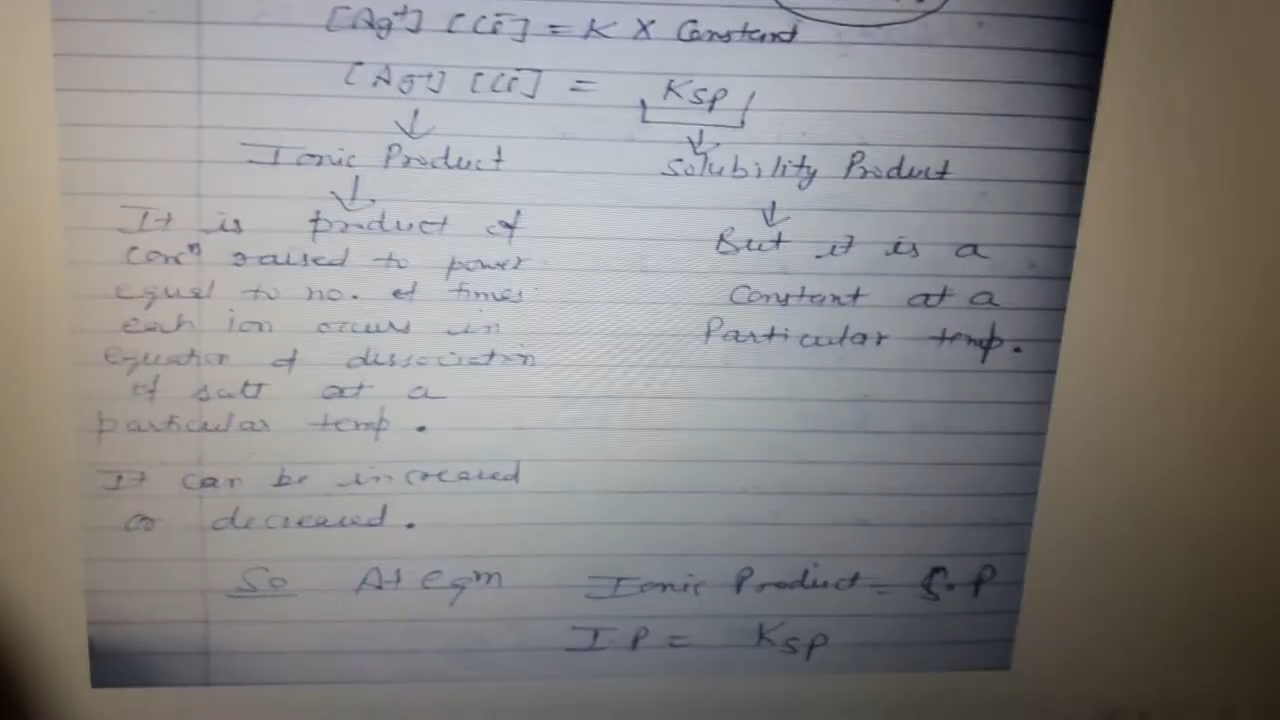 [Ag+] [Cl-] = K X Constant
[Ag+] [Cl-] = Ksp
Ionic Product
Solubility Product
It is product of
concn raised to power
equal to no. of times
each ion occurs in
equation of dissociation
of salt at a
particular temp.
It can be increased
or decreased.
But it is a
Constant at a
Particular temp.
So At eqm Ionic Product = S.P
I P = Ksp